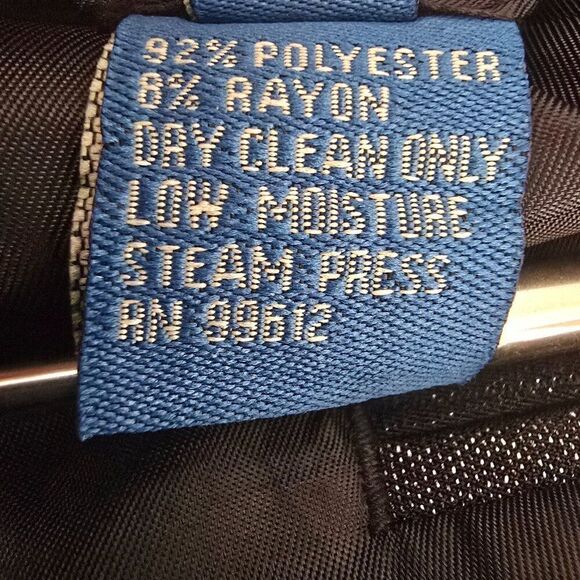 92% POLYESTER
8% RAYON
DRY CLEAN ONLY
LOW MOISTURE
STEAM PRESS
RN 99612